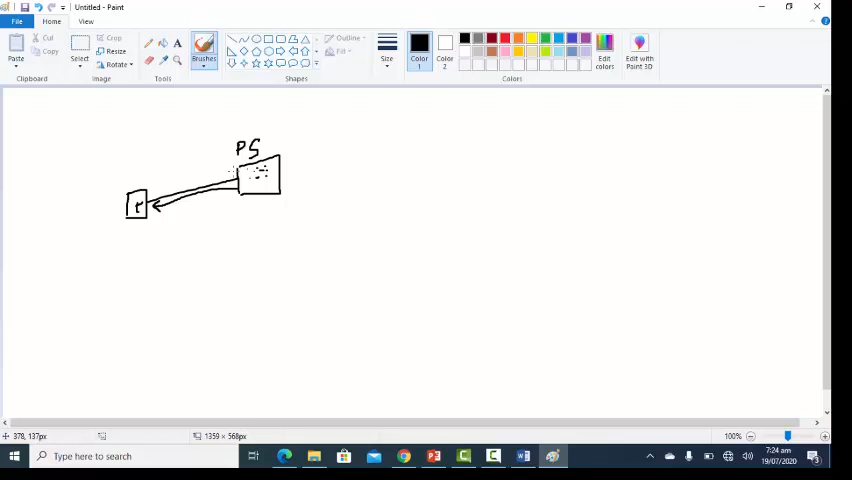 Untitled - Paint
File
Home
View
Paste
Cut
Copy
Clipboard
Select
Crop
Resize
Rotate
Image
A
Tools
Brushes
Outline
Fill
Shapes
Size
Color
1
Color
2
Edit
colors
Edit with
Paint 3D
Colors
PS
r
378, 137px
1359 × 568px
100%
Type here to search
7:24 am
19/07/2020
3